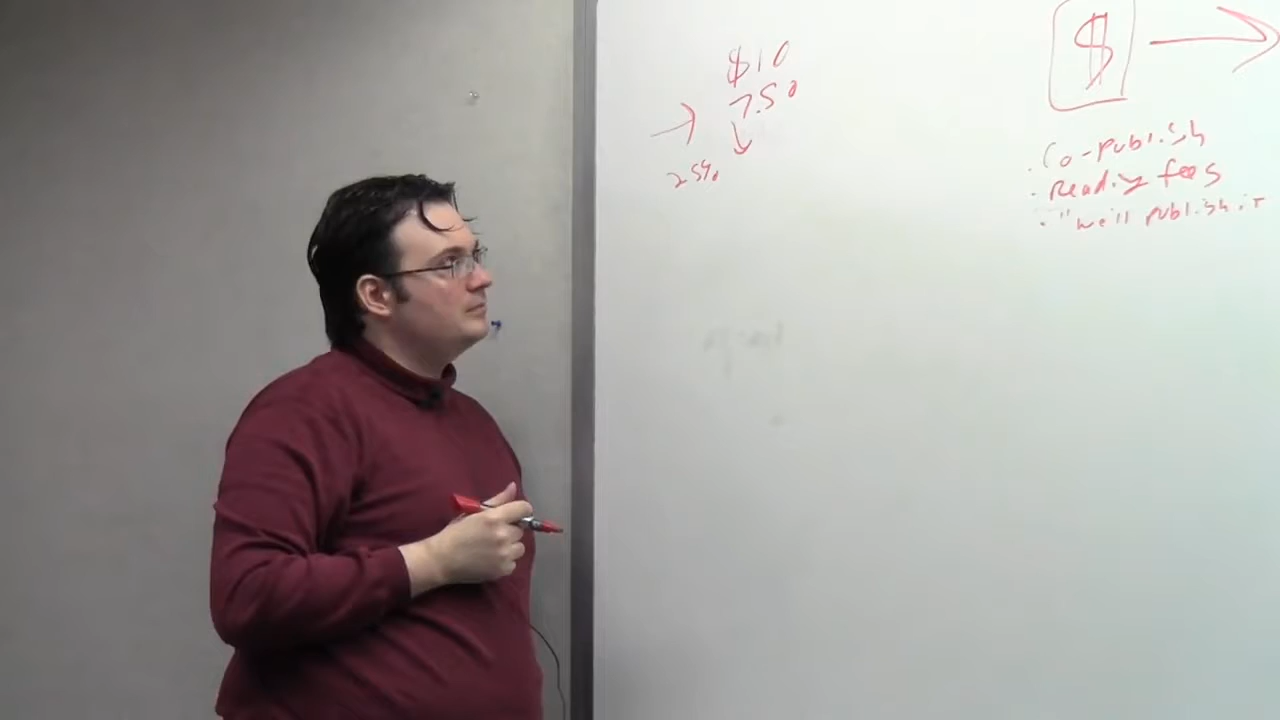 $10
7.50
25%
$
· Co-publish
· Reading fees
· "we'll publish it